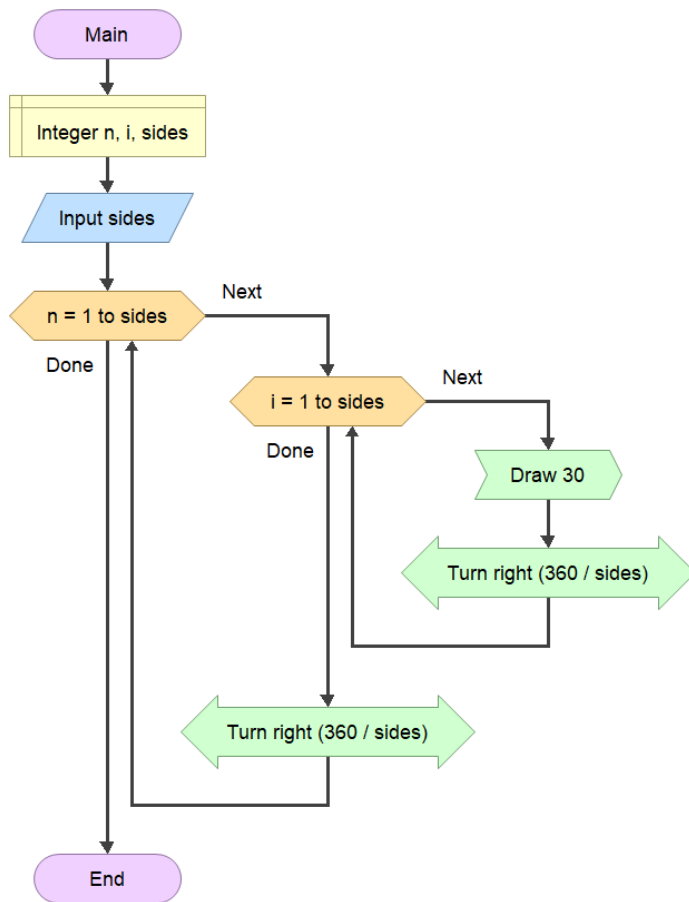 Main
Integer n, i, sides
Input sides
n = 1 to sides
Next
Done
i = 1 to sides
Next
Done
Draw 30
Turn right (360 / sides)
Turn right (360 / sides)
End